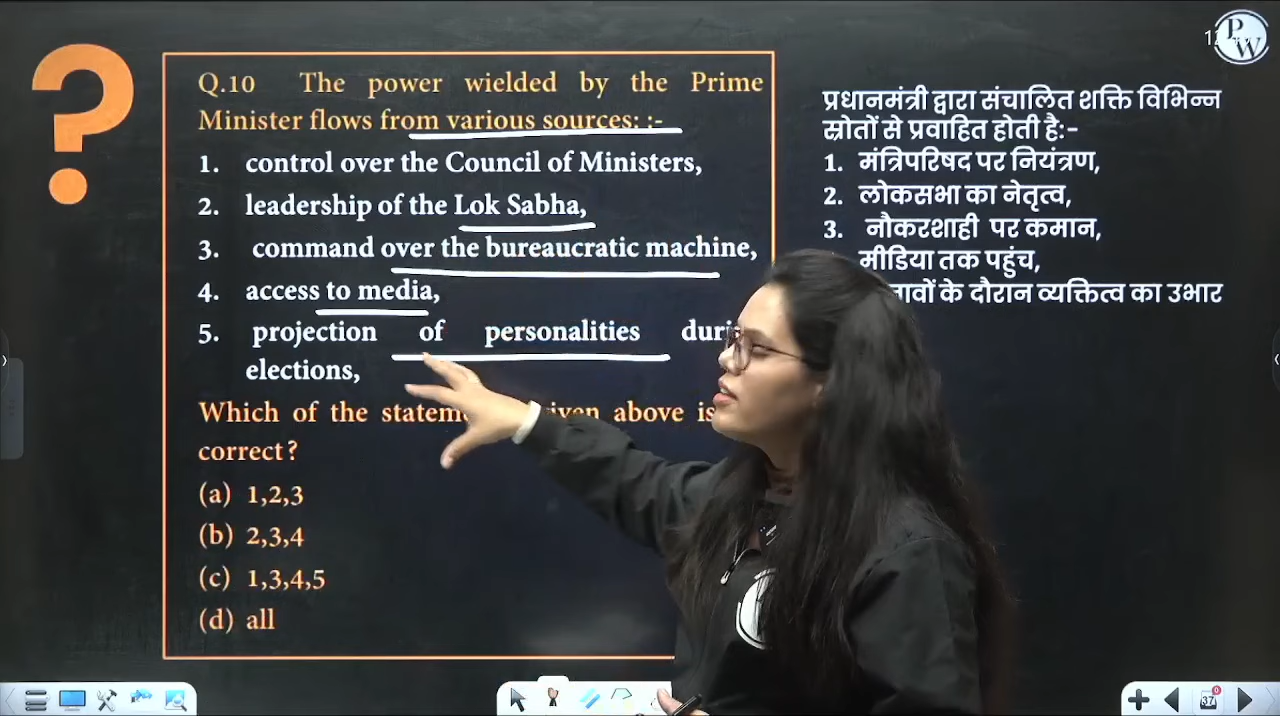 PW
Q.10 The power wielded by the Prime
Minister flows from various sources: :-
1. control over the Council of Ministers,
2. leadership of the Lok Sabha,
3. command over the bureaucratic machine,
4. access to media,
5. projection of personalities
elections,
Which of the above is
correct?
(a) 1,2,3
(b) 2,3,4
(c) 1,3,4,5
(d) all
प्रधानमंत्री द्वारा संचालित शक्ति विभिन्न
स्रोतों से प्रवाहित होती है:-
1. मंत्रिपरिषद पर नियंत्रण,
2. लोकसभा का नेतृत्व,
3. नौकरशाही पर कमान,
मीडिया तक पहुंच,
के दौरान व्यक्तित्व का उभार
37